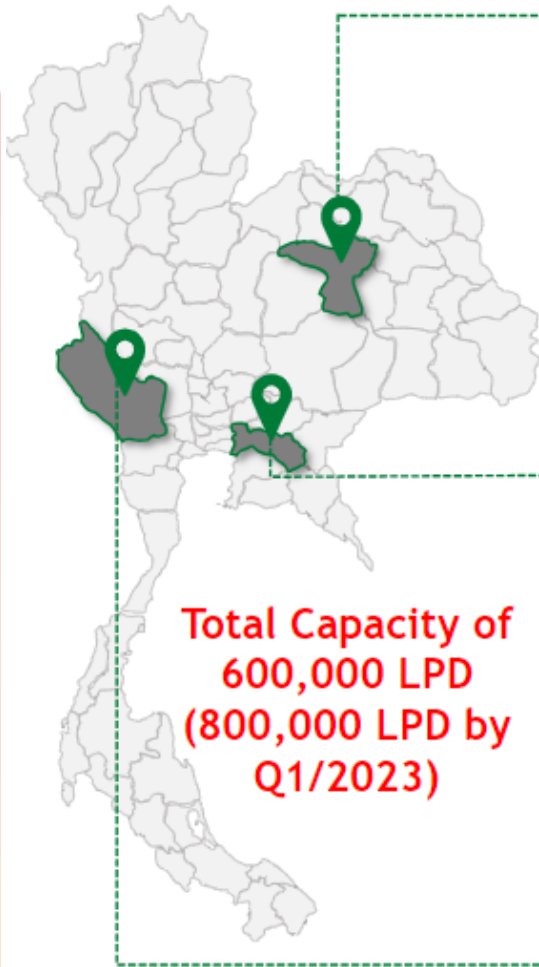 Total Capacity of
600,000 LPD
(800,000 LPD by
Q1/2023)